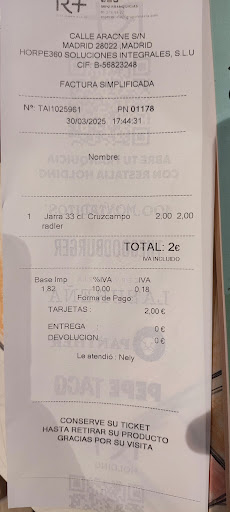 R+
CALLE ARACNE S/N
MADRID 28022 ,MADRID
HORPE360 SOLUCIONES INTEGRALES, S.L.U
CIF: B-56823248
FACTURA SIMPLIFICADA
Nº: TAI1025961 PN 01178
30/03/2025 17:44:31
Nombre:
1 Jarra 33 cl. Cruzcampo 2.00 2.00
radler
TOTAL: 2€
IVA INCLUIDO
Base Imp %IVA IVA
1.82 10.00 0.18
Forma de Pago:
TARJETAS : 2,00 €
ENTREGA : 0 €
DEVOLUCION : 0 €
Le atendió : Nely
CONSERVE SU TICKET
HASTA RETIRAR SU PRODUCTO
GRACIAS POR SU VISITA